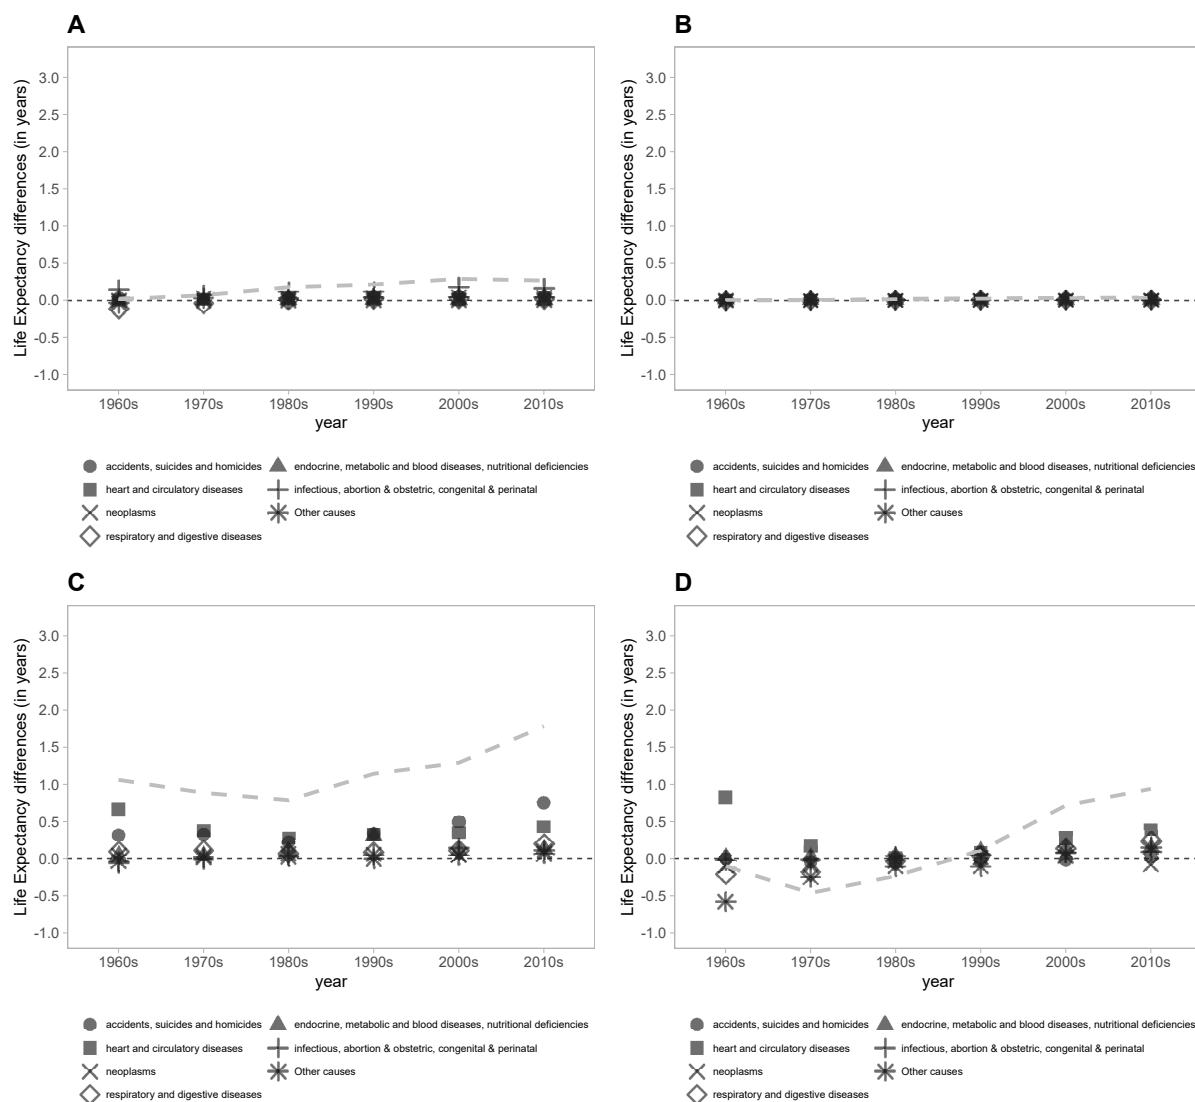 A
Life Expectancy differences (in years)
3.0
2.5
2.0
1.5
1.0
0.5
0.0
-0.5
-1.0
1960s 1970s 1980s 1990s 2000s 2010s
year
accidents, suicides and homicides endocrine, metabolic and blood diseases, nutritional deficiencies
heart and circulatory diseases infectious, abortion & obstetric, congenital & perinatal
neoplasms Other causes
respiratory and digestive diseases
B
Life Expectancy differences (in years)
3.0
2.5
2.0
1.5
1.0
0.5
0.0
-0.5
-1.0
1960s 1970s 1980s 1990s 2000s 2010s
year
accidents, suicides and homicides endocrine, metabolic and blood diseases, nutritional deficiencies
heart and circulatory diseases infectious, abortion & obstetric, congenital & perinatal
neoplasms Other causes
respiratory and digestive diseases
C
Life Expectancy differences (in years)
3.0
2.5
2.0
1.5
1.0
0.5
0.0
-0.5
-1.0
1960s 1970s 1980s 1990s 2000s 2010s
year
accidents, suicides and homicides endocrine, metabolic and blood diseases, nutritional deficiencies
heart and circulatory diseases infectious, abortion & obstetric, congenital & perinatal
neoplasms Other causes
respiratory and digestive diseases
D
Life Expectancy differences (in years)
3.0
2.5
2.0
1.5
1.0
0.5
0.0
-0.5
-1.0
1960s 1970s 1980s 1990s 2000s 2010s
year
accidents, suicides and homicides endocrine, metabolic and blood diseases, nutritional deficiencies
heart and circulatory diseases infectious, abortion & obstetric, congenital & perinatal
neoplasms Other causes
respiratory and digestive diseases